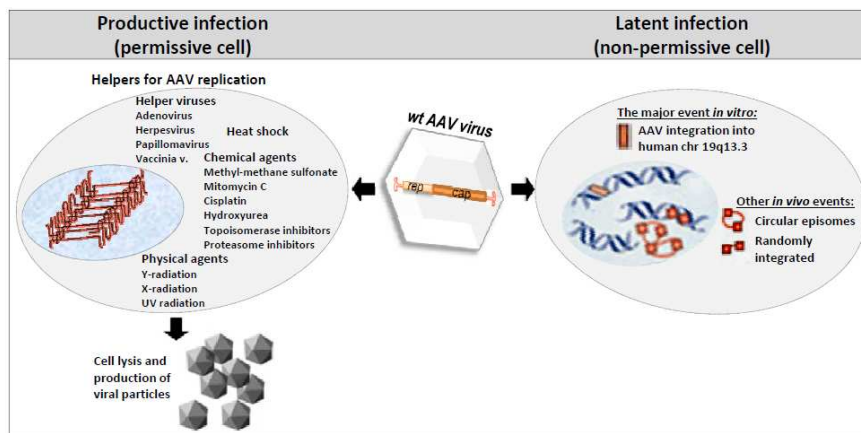 Productive infection
(permissive cell)
Latent infection
(non-permissive cell)
Helpers for AAV replication
Helper viruses
Adenovirus
Herpesvirus
Papillomavirus
Vaccinia v.
Heat shock
Chemical agents
Methyl-methane sulfonate
Mitomycin C
Cisplatin
Hydroxyurea
Topoisomerase inhibitors
Proteasome inhibitors
Physical agents
Y-radiation
X-radiation
UV radiation
Cell lysis and
production of
viral particles
wt AAV virus
rep
cap
The major event in vitro:
AAV integration into
human chr 19q13.3
Other in vivo events:
Circular episomes
Randomly
integrated